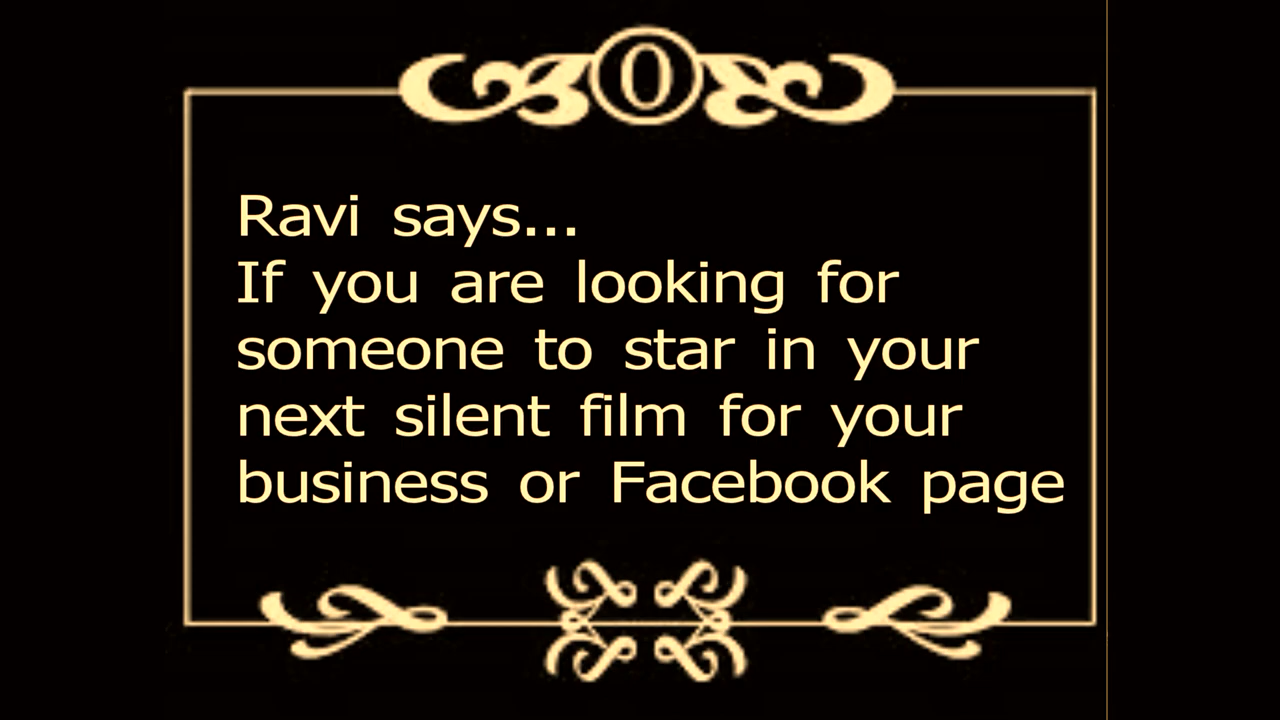 0
Ravi says...
If you are looking for
someone to star in your
next silent film for your
business or Facebook page